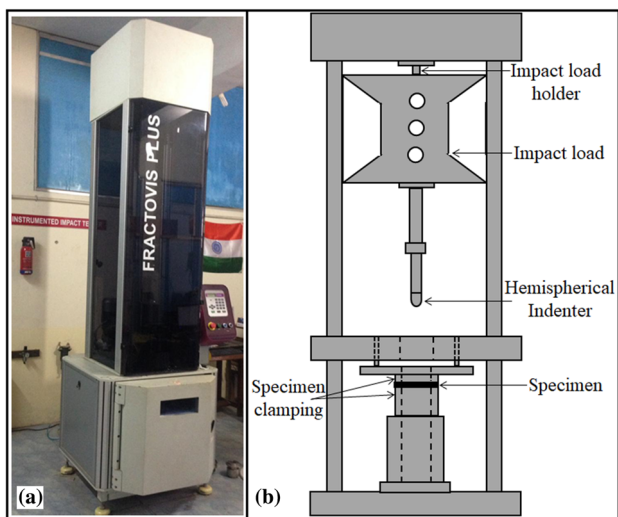 FRACTOVIS PLUS
INSTRUMENTED IMPACT TE
(a)
Impact load
holder
Impact load
Hemispherical
Indenter
Specimen
clamping
Specimen
(b)